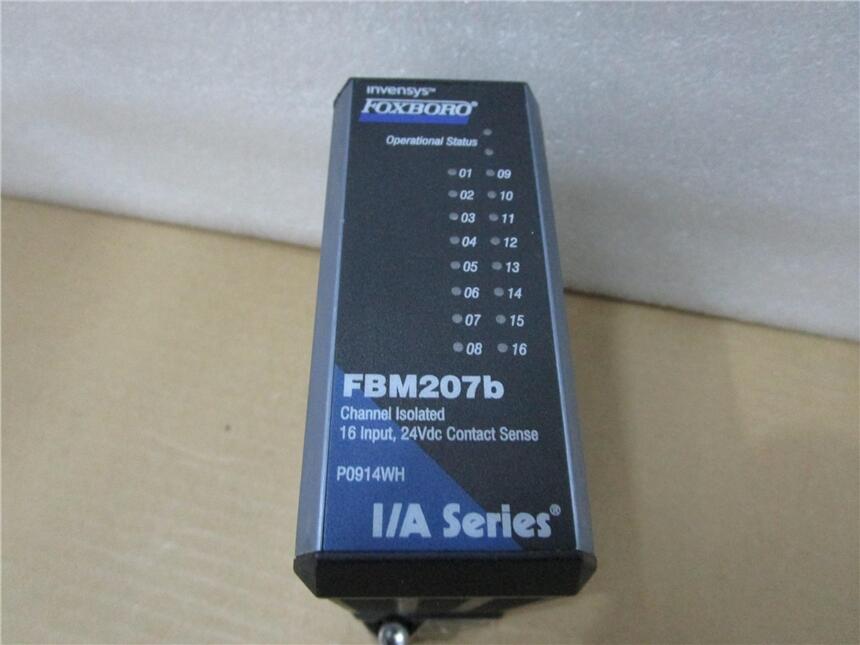 invensys™
FOXBORO®
Operational Status
01 09
02 10
03 11
04 12
05 13
06 14
07 15
08 16
FBM207b
Channel Isolated
16 Input, 24Vdc Contact Sense
P0914WH
I/A Series®